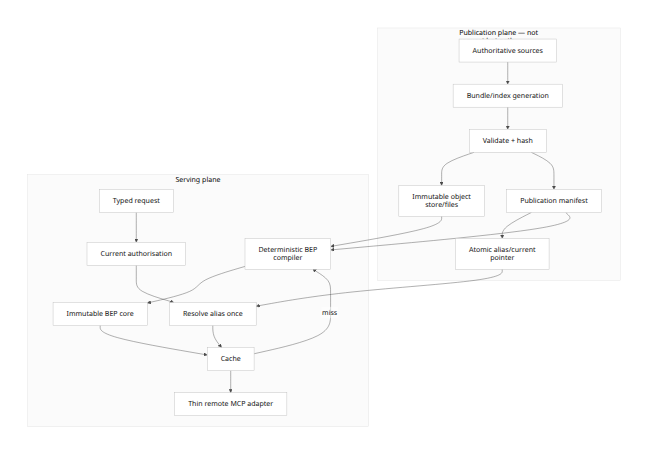 Publication plane — not
Authoritative sources
Bundle/index generation
Validate + hash
Immutable object
store/files
Publication manifest
Atomic alias/current
pointer
Serving plane
Typed request
Current authorisation
Deterministic BEP
compiler
Immutable BEP core
Resolve alias once
miss
Cache
Thin remote MCP adapter